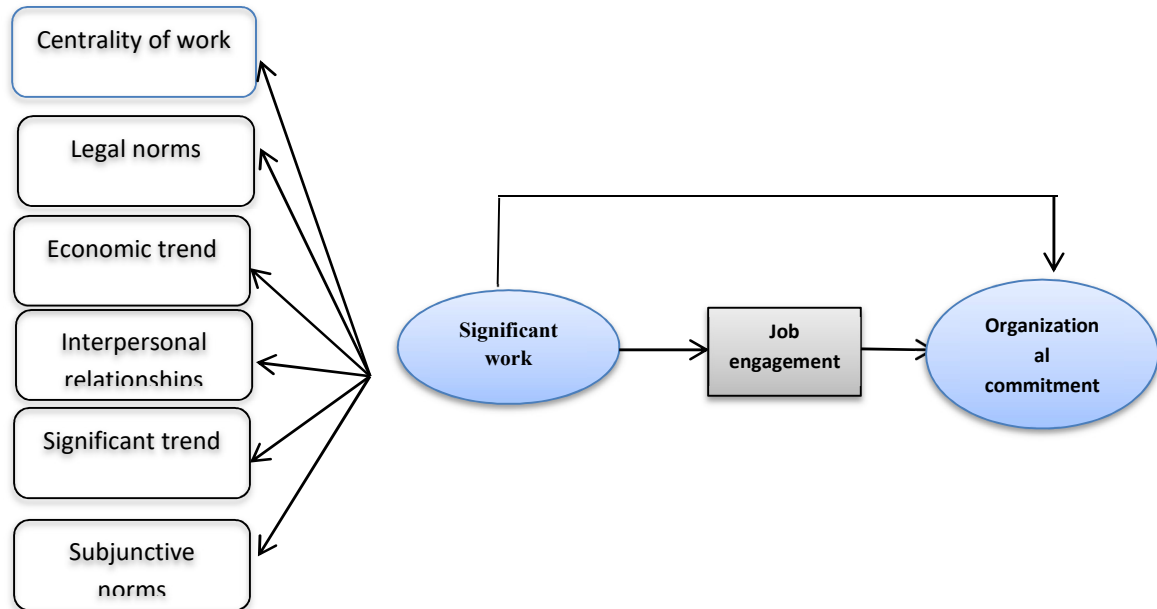 Centrality of work
Legal norms
Economic trend
Interpersonal
relationships
Significant trend
Subjunctive
norms
Significant
work
Job
engagement
Organization
al
commitment